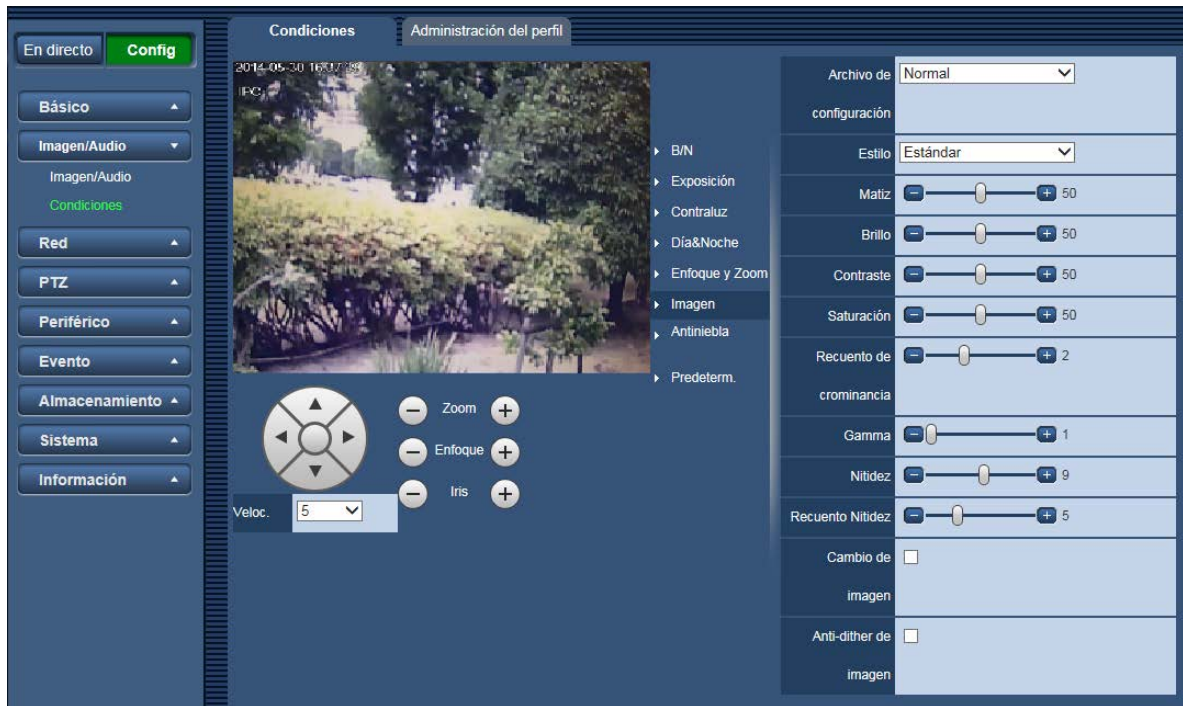 En directo
Config
Básico
Imagen/Audio
Imagen/Audio
Condiciones
Red
PTZ
Periférico
Evento
Almacenamiento
Sistema
Información
Condiciones
Administración del perfil
IPC
B/N
Exposición
Contraluz
Día&Noche
Enfoque y Zoom
Imagen
Antiniebla
Predeterm.
Zoom
Enfoque
Iris
Veloc. 5
Archivo de Normal
configuración
Estilo Estándar
Matiz 50
Brillo 50
Contraste 50
Saturación 50
Recuento de 2
crominancia
Gamma 1
Nitidez 9
Recuento Nitidez 5
Cambio de
imagen
Anti-dither de
imagen